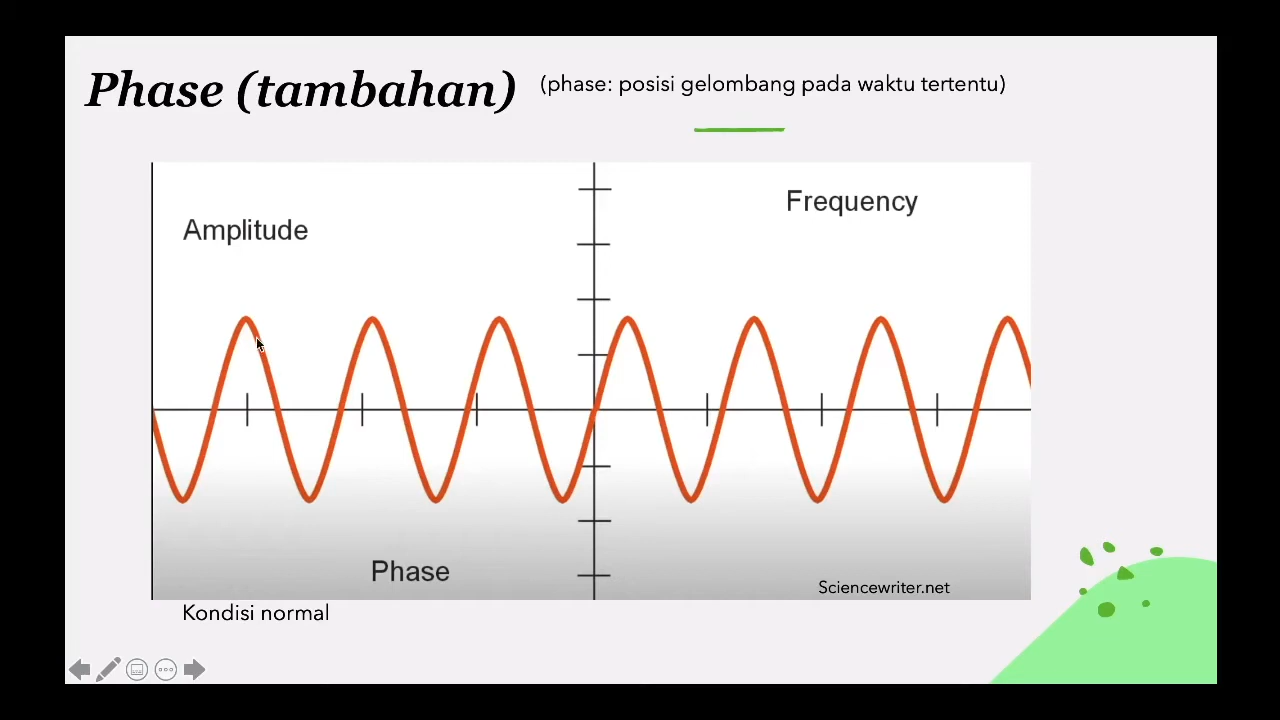 Phase (tambahan)
(phase: posisi gelombang pada waktu tertentu)
Amplitude
Frequency
Phase
Sciencewriter.net
Kondisi normal